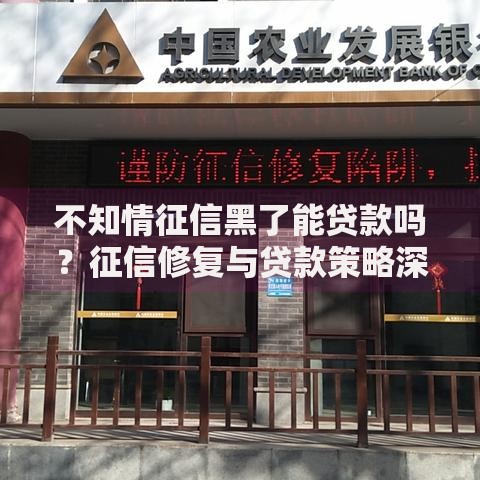 中国农业发展银
AGRICULTURAL DEVELOPMENT BANK OF C
谨防征信修复陷阱，
不知情征信黑了能贷款吗
？征信修复与贷款策略深